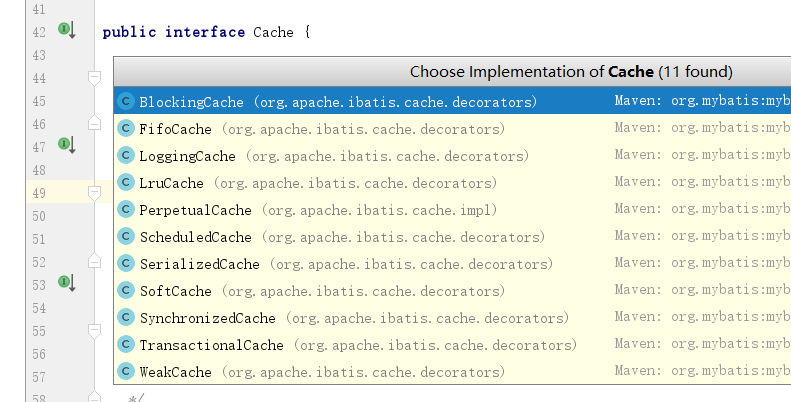 41
42 public interface Cache {
43
Choose Implementation of Cache (11 found)
44
45 BlockingCache (org.apache.ibatis.cache.decorators) Maven: org.mybatis:myb
46 FifoCache (org.apache.ibatis.cache.decorators) Maven: org.mybatis:myb
47 LoggingCache (org.apache.ibatis.cache.decorators) Maven: org.mybatis:myb
48 LruCache (org.apache.ibatis.cache.decorators) Maven: org.mybatis:myb
49
50 PerpetualCache (org.apache.ibatis.cache.impl) Maven: org.mybatis:myb
51 ScheduledCache (org.apache.ibatis.cache.decorators) Maven: org.mybatis:myb
52 SerializedCache (org.apache.ibatis.cache.decorators) Maven: org.mybatis:myb
53 SoftCache (org.apache.ibatis.cache.decorators) Maven: org.mybatis:myb
54 SynchronizedCache (org.apache.ibatis.cache.decorators) Maven: org.mybatis:myb
55
56 TransactionalCache (org.apache.ibatis.cache.decorators) Maven: org.mybatis:myb
57 WeakCache (org.apache.ibatis.cache.decorators) Maven: org.mybatis:myb
58 */